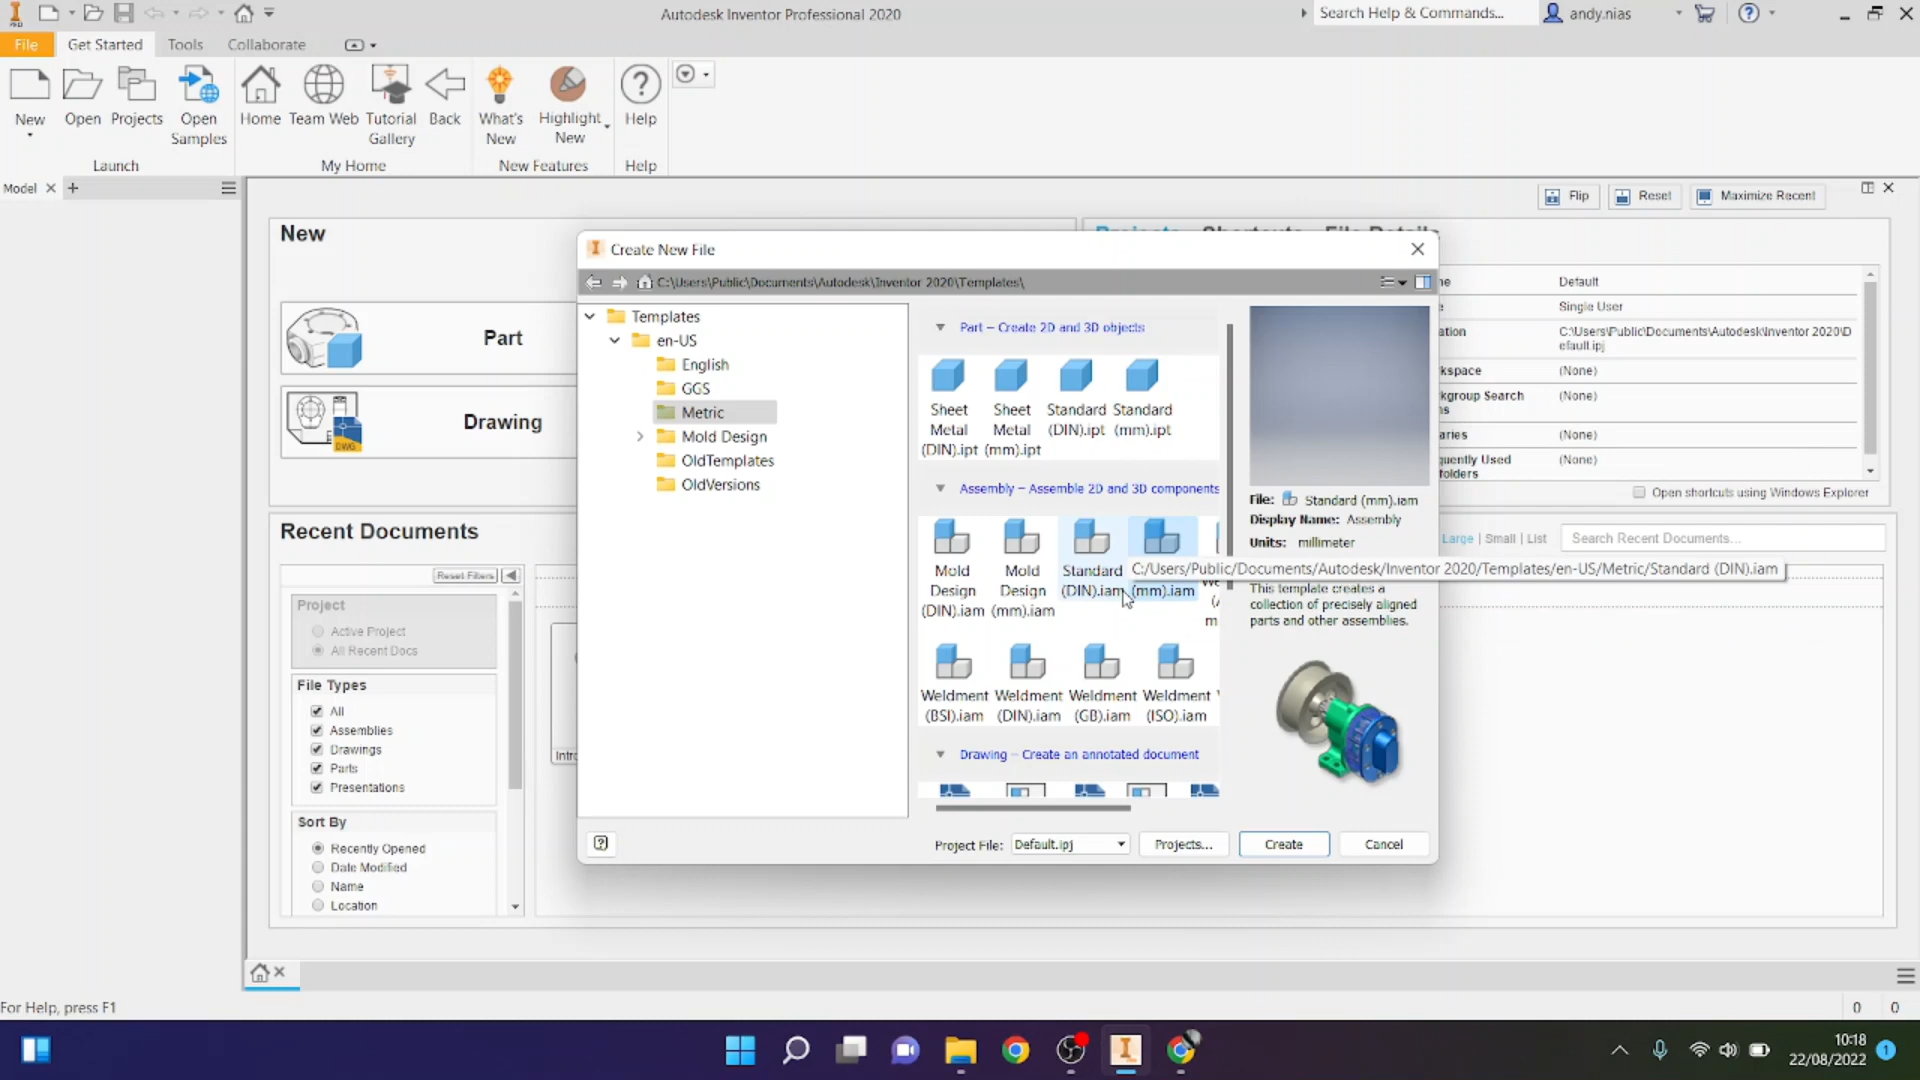 Autodesk Inventor Professional 2020
Search Help & Commands...
andy.nias
File
Get Started
Tools
Collaborate
New
Open
Projects
Open
Samples
Home
Team Web
Tutorial
Gallery
Back
What's
New
Highlight
New
Help
Launch
My Home
New Features
Help
Model
Flip
Reset
Maximize Recent
New
Part
Drawing
Create New File
C:\Users\Public\Documents\Autodesk\Inventor 2020\Templates\
Templates
en-US
English
GGS
Metric
Mold Design
OldTemplates
OldVersions
Part – Create 2D and 3D objects
Sheet
Metal
(DIN).ipt
Sheet
Metal
(mm).ipt
Standard
(DIN).ipt
Standard
(mm).ipt
Assembly – Assemble 2D and 3D components
Mold
Design
(DIN).iam
Mold
Design
(mm).iam
Standard
(DIN).iam
(mm).iam
C:/Users/Public/Documents/Autodesk/Inventor 2020/Templates/en-US/Metric/Standard (DIN).iam
Weldment
(BSI).iam
Weldment
(DIN).iam
Weldment
(GB).iam
Weldment
(ISO).iam
Drawing – Create an annotated document
File: Standard (mm).iam
Display Name: Assembly
Units: millimeter
This template creates a
collection of precisely aligned
parts and other assemblies.
Project File: Default.ipj
Projects...
Create
Cancel
Default
Single User
C:\Users\Public\Documents\Autodesk\Inventor 2020\D
efault.ipj
(None)
(None)
(None)
(None)
Open shortcuts using Windows Explorer
Large | Small | List
Search Recent Documents...
Recent Documents
Reset Filters
Project
Active Project
All Recent Docs
File Types
All
Assemblies
Drawings
Parts
Presentations
Sort By
Recently Opened
Date Modified
Name
Location
For Help, press F1
0 0
10:18
22/08/2022
1